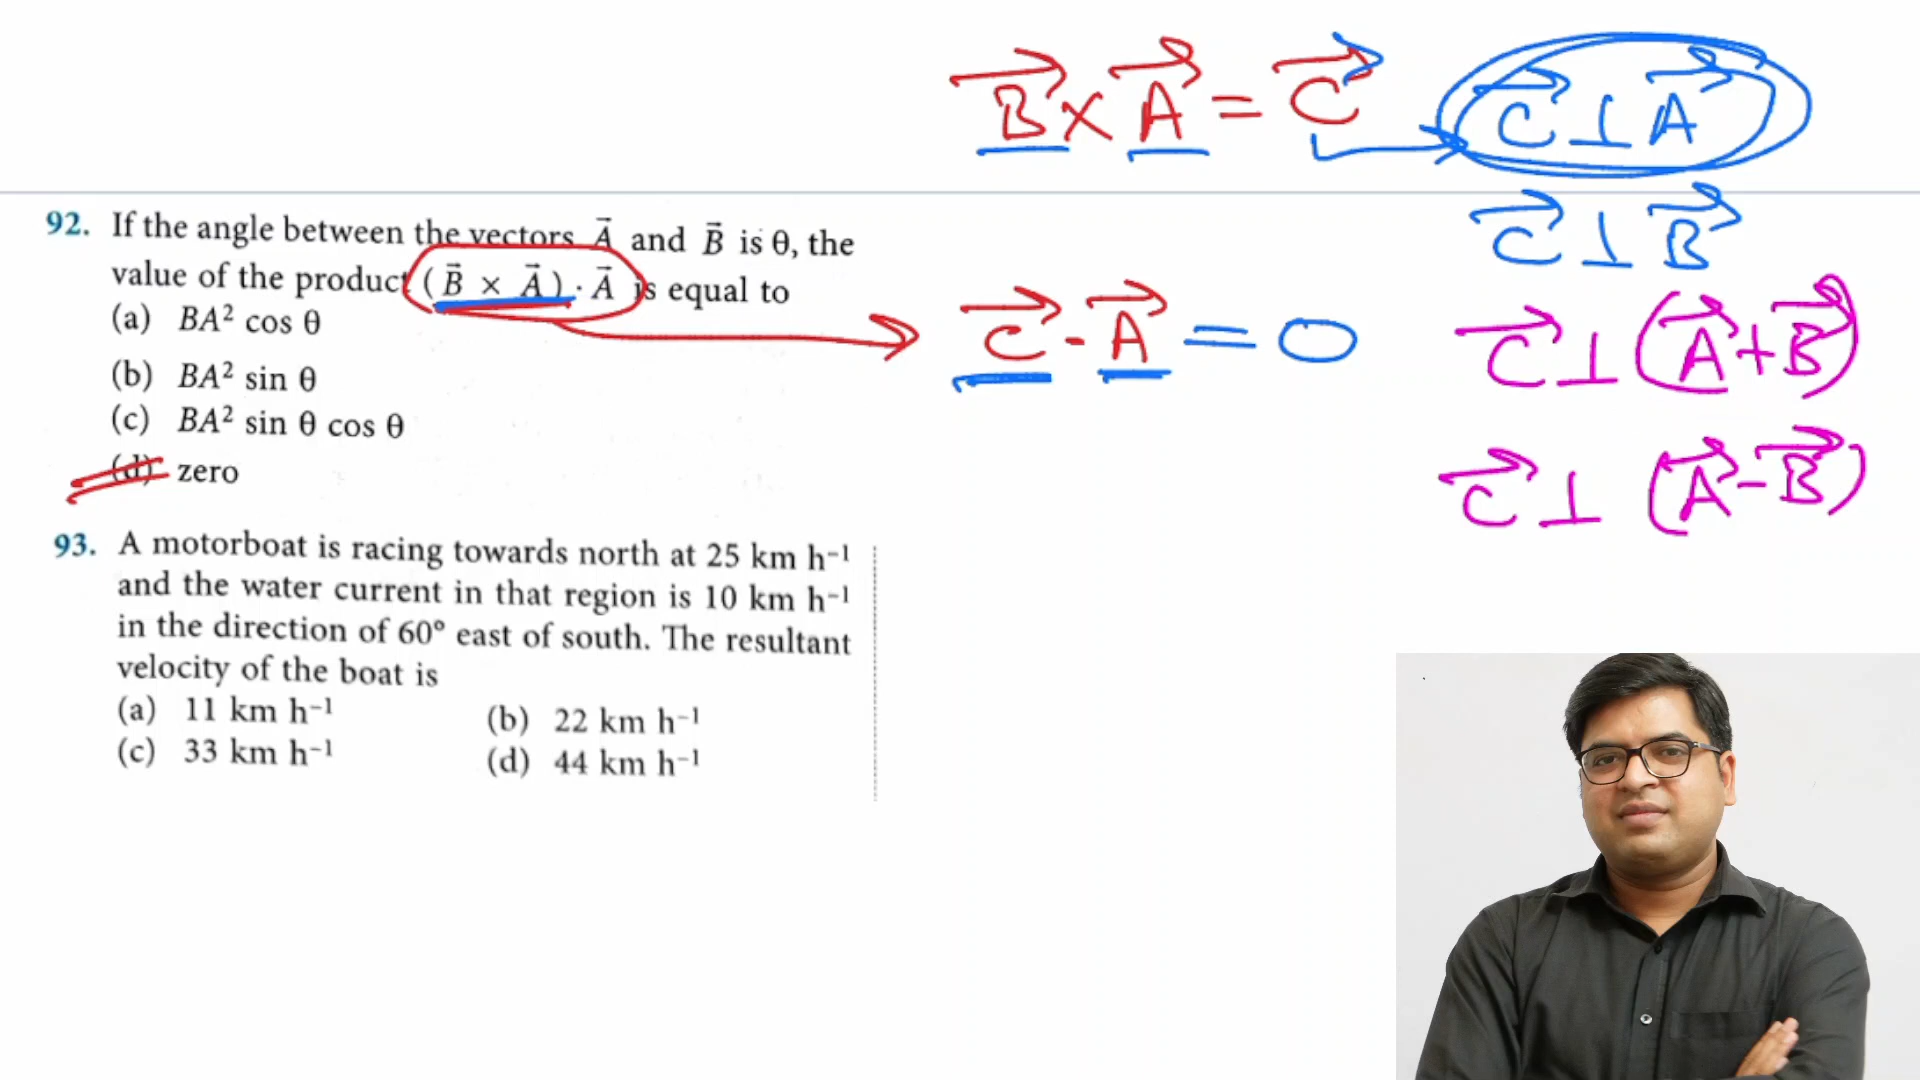 B⃗ × A⃗ = C⃗
C⃗ ⊥ A⃗
C⃗ ⊥ B⃗
92. If the angle between the vectors A⃗ and B⃗ is θ, the
value of the product (B⃗ × A⃗) · A⃗ is equal to
(a) BA² cos θ
(b) BA² sin θ
(c) BA² sin θ cos θ
(d) zero
C⃗ · A⃗ = 0
C⃗ ⊥ (A⃗ + B⃗)
C⃗ ⊥ (A⃗ − B⃗)
93. A motorboat is racing towards north at 25 km h⁻¹
and the water current in that region is 10 km h⁻¹
in the direction of 60° east of south. The resultant
velocity of the boat is
(a) 11 km h⁻¹ (b) 22 km h⁻¹
(c) 33 km h⁻¹ (d) 44 km h⁻¹